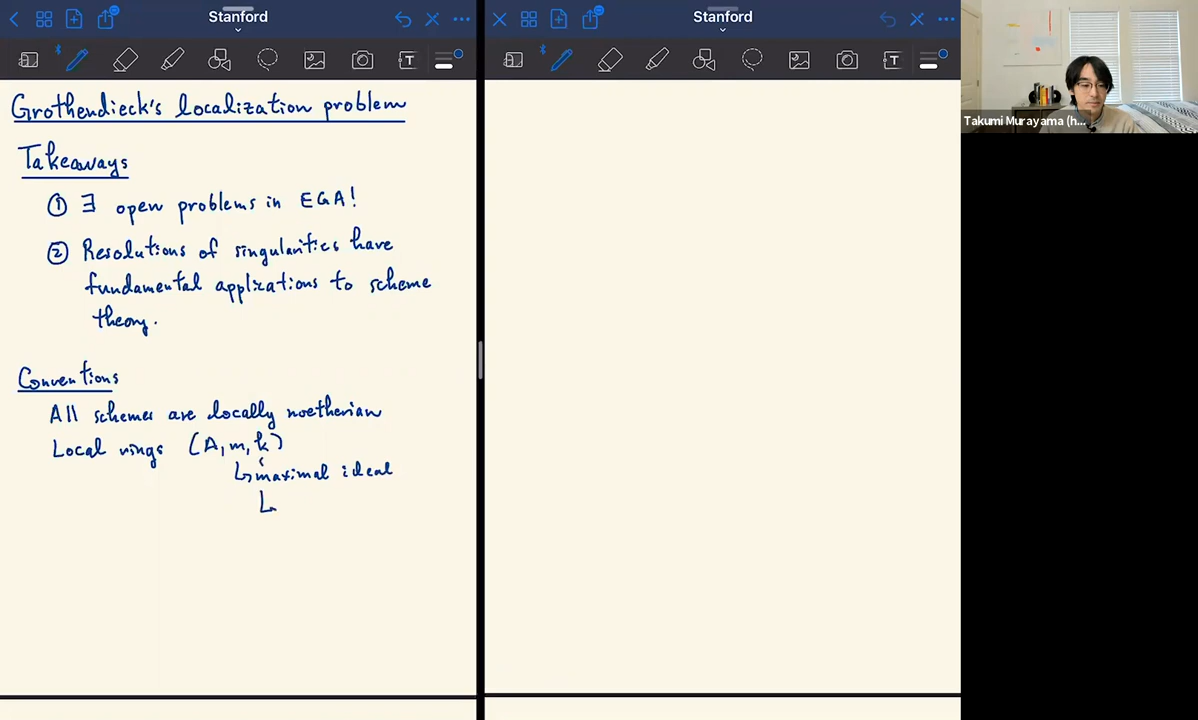 Stanford
Grothendieck's localization problem
Takeaways
① ∃ open problems in EGA!
② Resolutions of singularities have
fundamental applications to scheme
theory.
Conventions
All schemes are locally noetherian
Local rings (A, m, k)
↳ maximal ideal
↳
Stanford
Takumi Murayama (h...